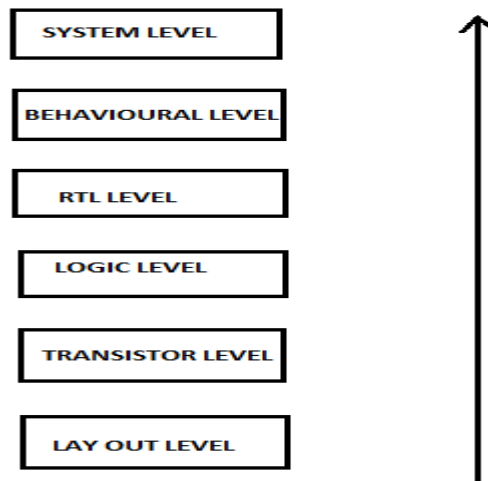 SYSTEM LEVEL
BEHAVIOURAL LEVEL
RTL LEVEL
LOGIC LEVEL
TRANSISTOR LEVEL
LAY OUT LEVEL